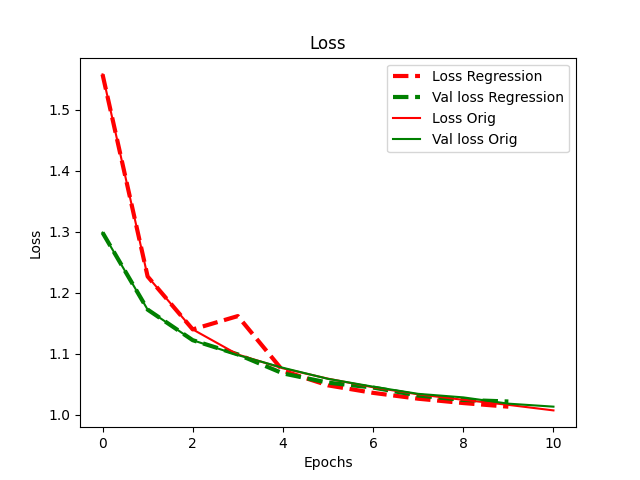 Loss
Loss Regression
Val loss Regression
Loss Orig
Val loss Orig
1.5
1.4
1.3
1.2
1.1
1.0
Loss
0 2 4 6 8 10
Epochs